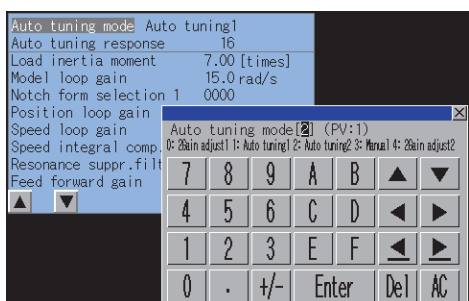 Auto tuning mode Auto tuning1
Auto tuning response 16
Load inertia moment 7.00 [times]
Model loop gain 15.0 rad/s
Notch form selection 1 0000
Position loop gain
Speed loop gain
Speed integral comp.
Resonance suppr.filt
Feed forward gain
Auto tuning mode[2] (PV:1)
0: 2Gain adjust1 1: Auto tuning1 2: Auto tuning2 3: Manual 4: 2Gain adjust2
7 8 9 A B
4 5 6 C D
1 2 3 E F
0 . +/- Enter Del AC